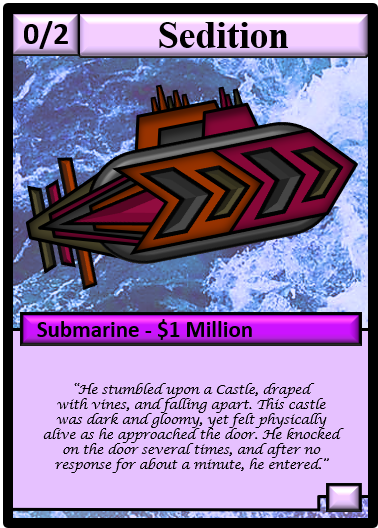 0/2 Sedition
Submarine - $1 Million
“He stumbled upon a Castle, draped
with vines, and falling apart. This castle
was dark and gloomy, yet felt physically
alive as he approached the door. He knocked
on the door several times, and after no
response for about a minute, he entered.”